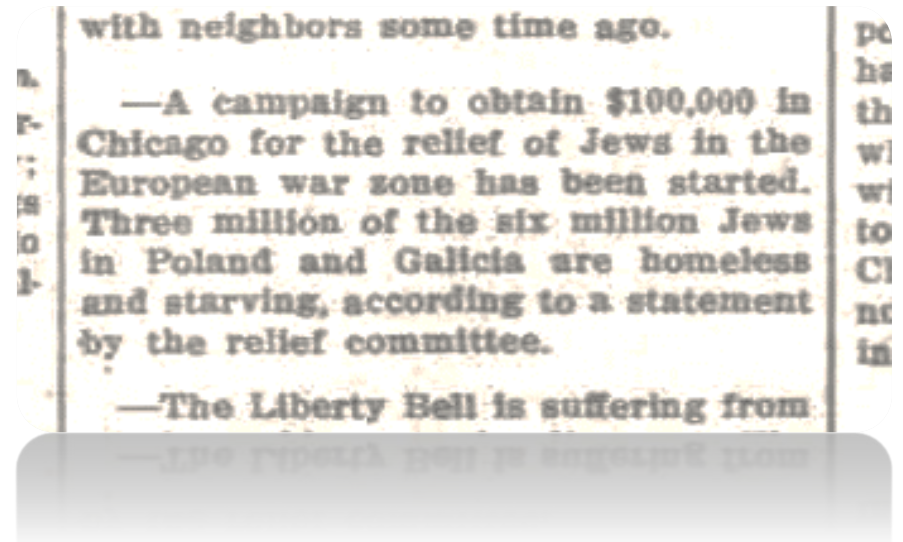 with neighbors some time ago.
—A campaign to obtain $100,000 in
Chicago for the relief of Jews in the
European war zone has been started.
Three million of the six million Jews
in Poland and Galicia are homeless
and starving, according to a statement
by the relief committee.
—The Liberty Bell is suffering from